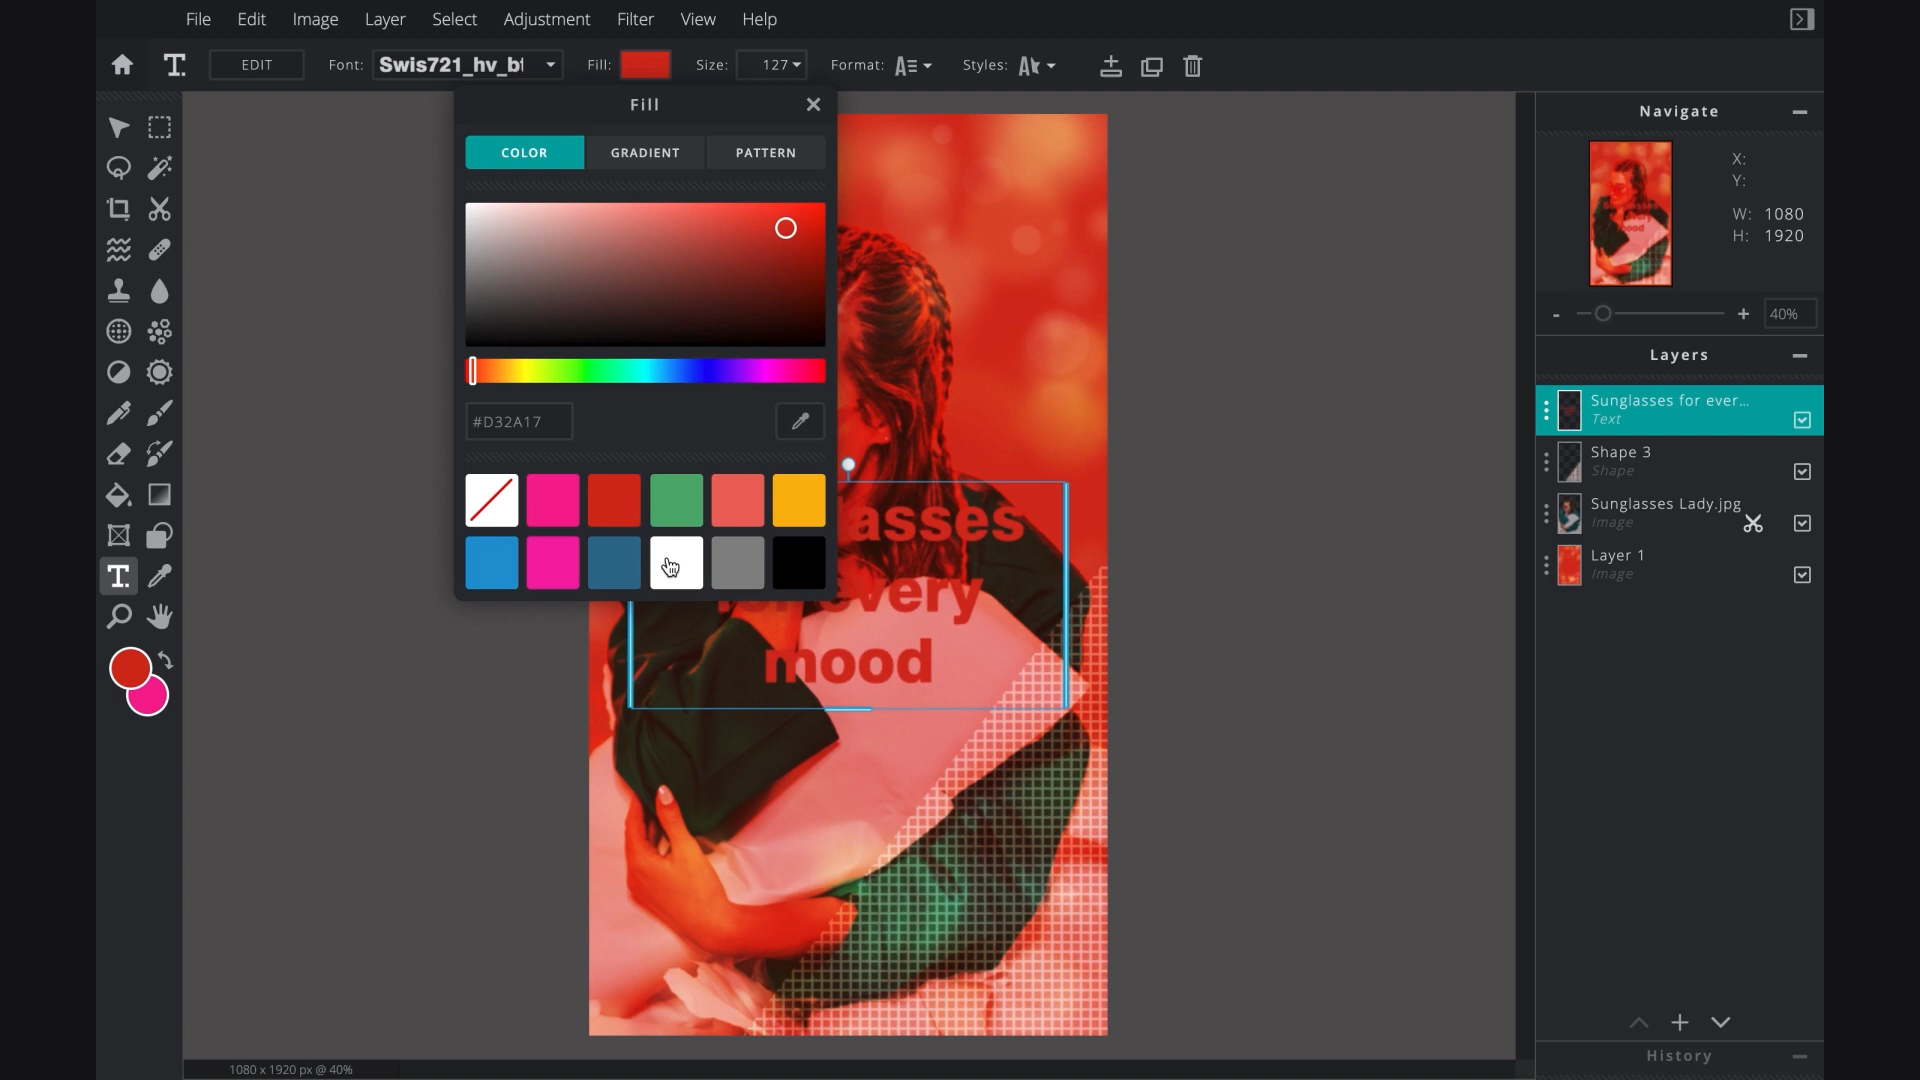 File Edit Image Layer Select Adjustment Filter View Help
EDIT Font: Swis721_hv_bt Fill: Size: 127 Format: Styles:
Fill
COLOR GRADIENT PATTERN
#D32A17
asses
every
mood
Navigate
X:
Y:
W: 1080
H: 1920
- + 40%
Layers
Sunglasses for ever...
Text
Shape 3
Shape
Sunglasses Lady.jpg
Image
Layer 1
Image
History
1080 x 1920 px @ 40%